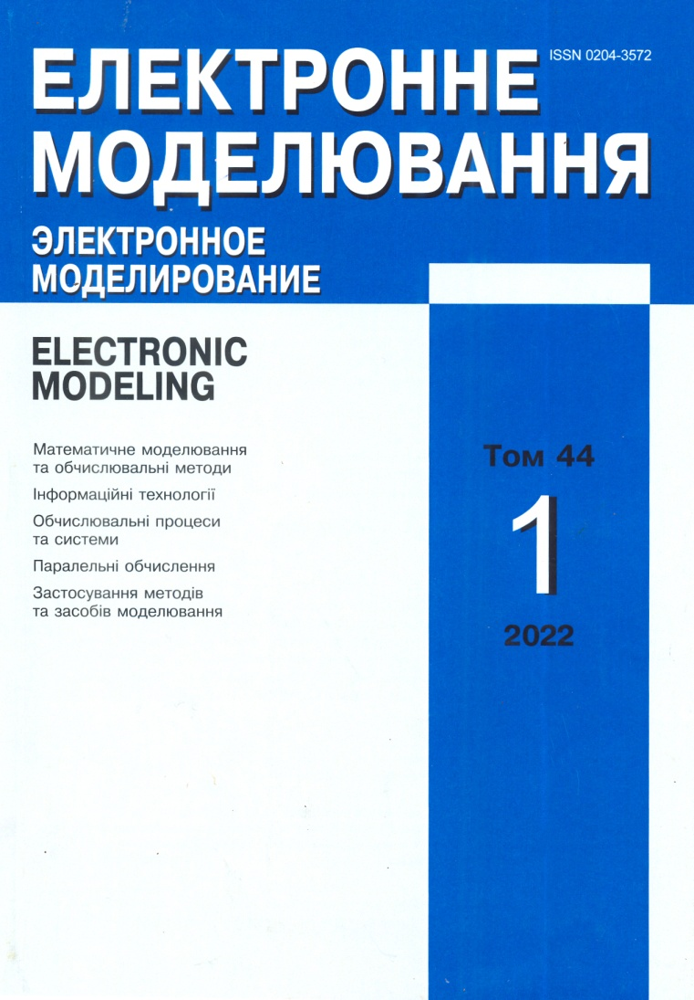 ISSN 0204-3572
ЕЛЕКТРОННЕ
МОДЕЛЮВАННЯ
ЭЛЕКТРОННОЕ
МОДЕЛИРОВАНИЕ
ELECTRONIC
MODELING
Математичне моделювання
та обчислювальні методи
Інформаційні технології
Обчислювальні процеси
та системи
Паралельні обчислення
Застосування методів
та засобів моделювання
Том 44
1
2022